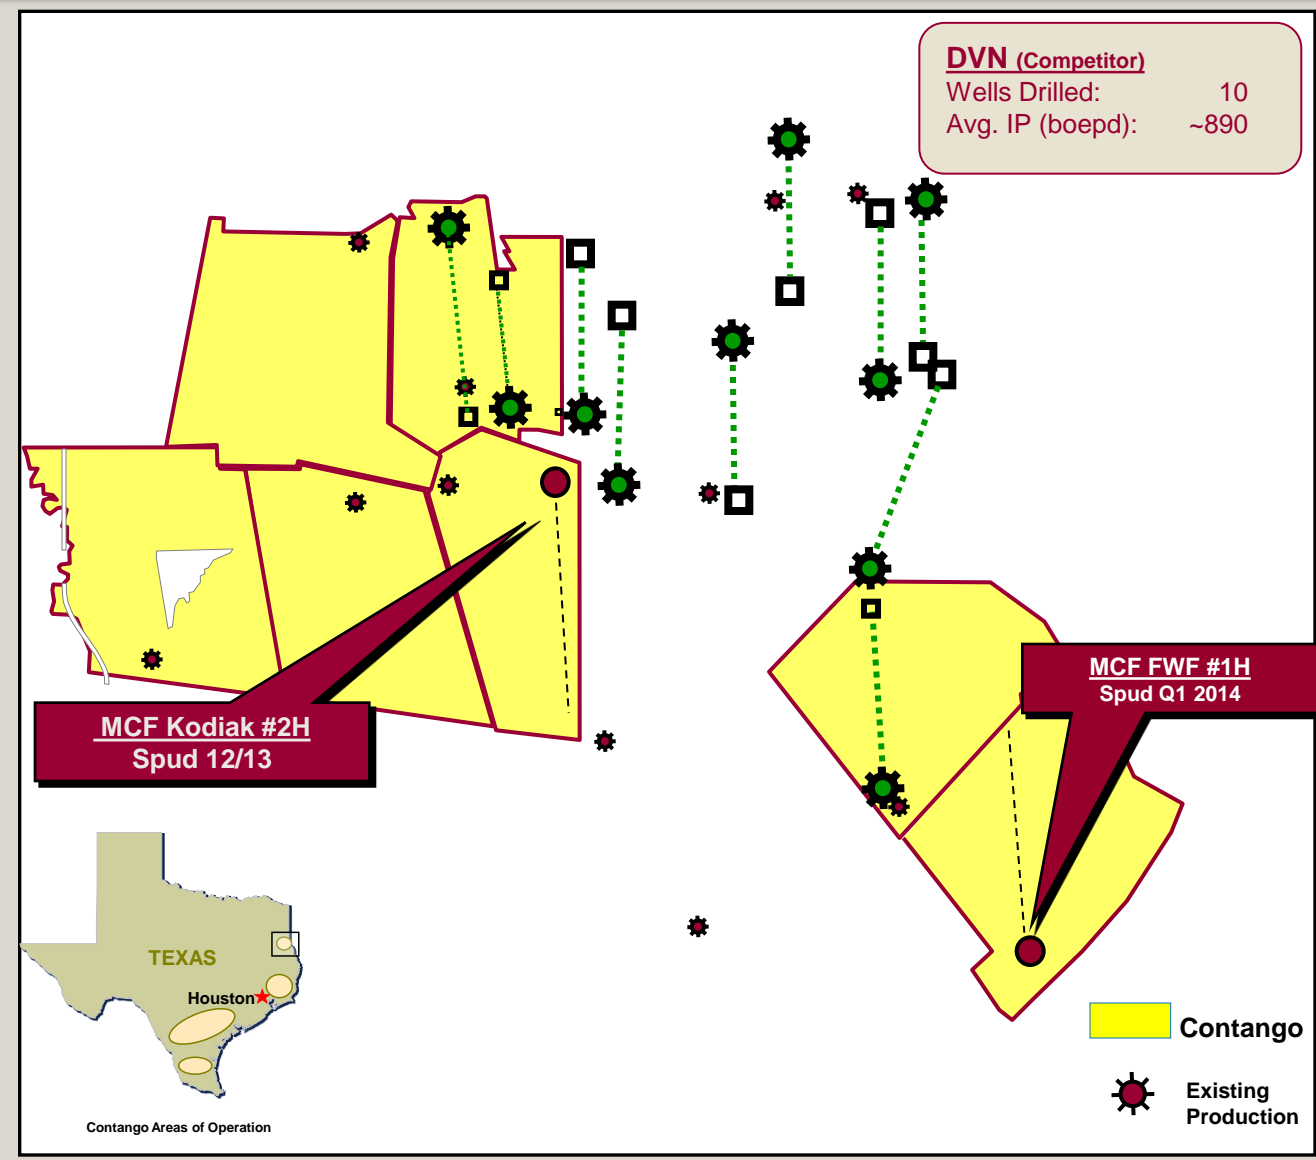 DVN (Competitor)
Wells Drilled: 10
Avg. IP (boepd): ~890
MCF FWF #1H
Spud Q1 2014
MCF Kodiak #2H
Spud 12/13
TEXAS
Houston
Contango Areas of Operation
Contango
Existing
Production